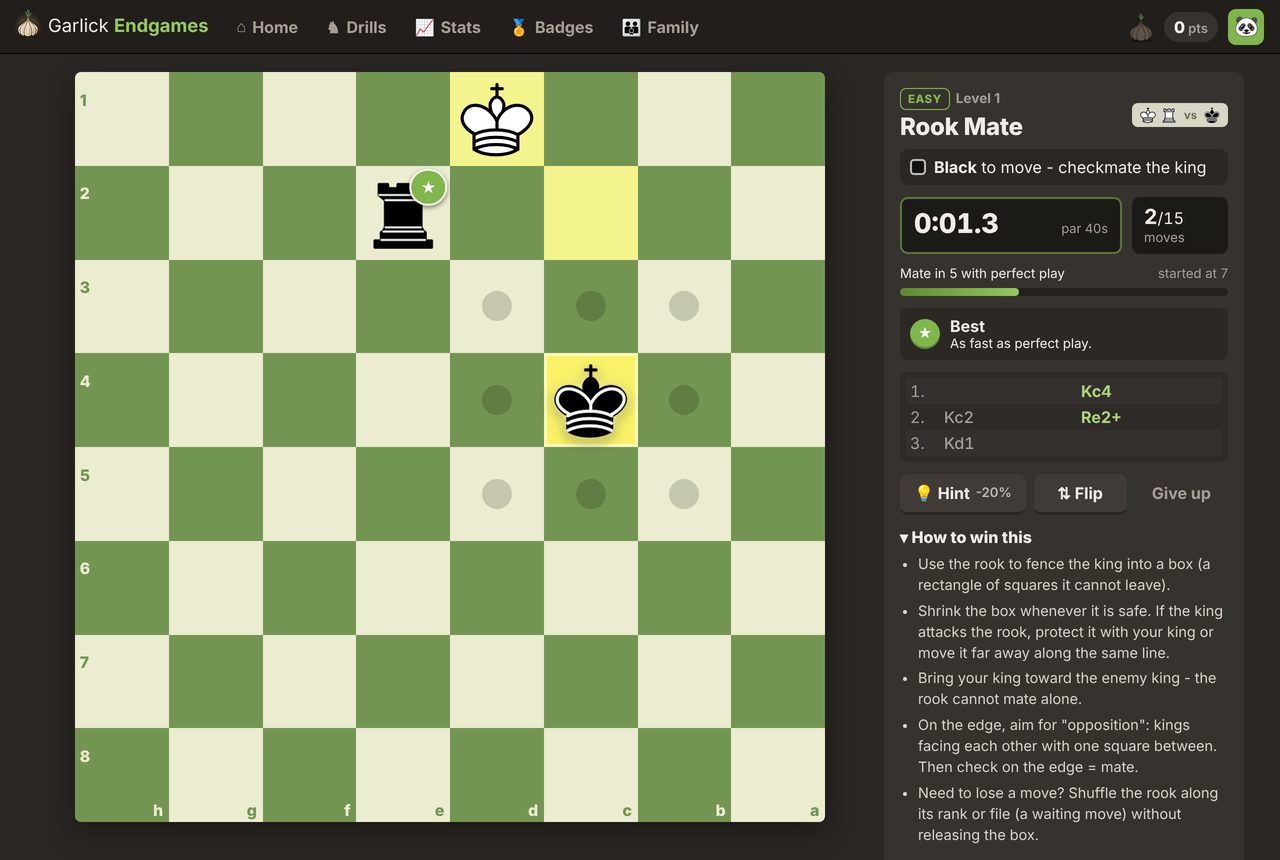 Garlick Endgames
Home
Drills
Stats
Badges
Family
0 pts
1
2
3
4
5
6
7
8
h g f e d c b a
EASY Level 1
Rook Mate
vs
Black to move - checkmate the king
0:01.3 par 40s
2/15
moves
Mate in 5 with perfect play started at 7
Best
As fast as perfect play.
1. Kc4
2. Kc2 Re2+
3. Kd1
Hint -20%
Flip
Give up
▾ How to win this
• Use the rook to fence the king into a box (a
rectangle of squares it cannot leave).
• Shrink the box whenever it is safe. If the king
attacks the rook, protect it with your king or
move it far away along the same line.
• Bring your king toward the enemy king - the
rook cannot mate alone.
• On the edge, aim for "opposition": kings
facing each other with one square between.
Then check on the edge = mate.
• Need to lose a move? Shuffle the rook along
its rank or file (a waiting move) without
releasing the box.